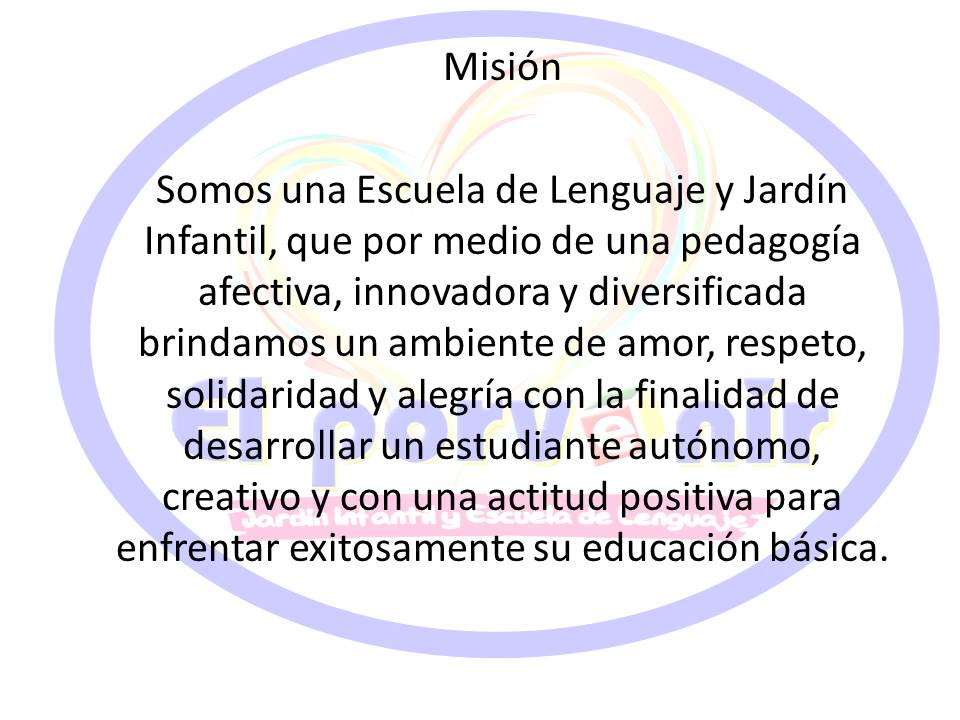 Misión
Somos una Escuela de Lenguaje y Jardín
Infantil, que por medio de una pedagogía
afectiva, innovadora y diversificada
brindamos un ambiente de amor, respeto,
solidaridad y alegría con la finalidad de
El porvenir
desarrollar un estudiante autónomo,
creativo y con una actitud positiva para
Jardín Infantil y Escuela de Lenguaje
enfrentar exitosamente su educación básica.